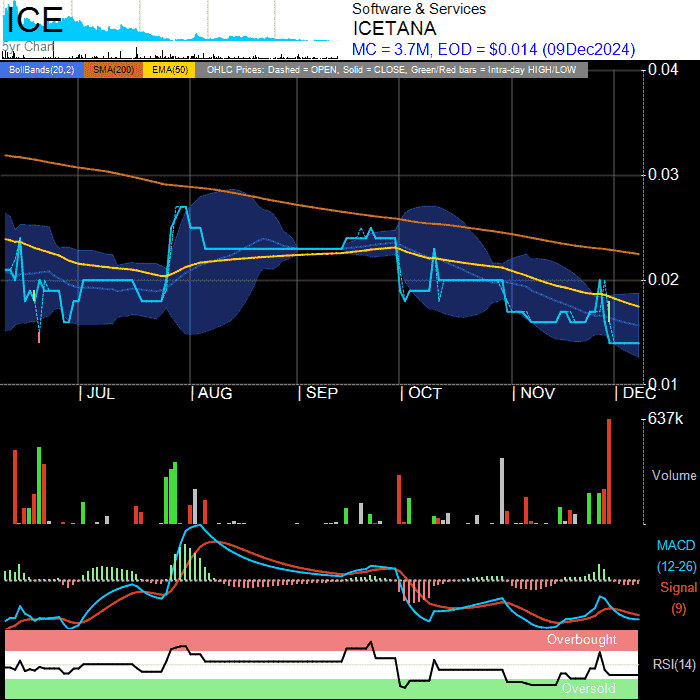 ICE
5yr Chart
Software & Services
ICETANA
MC = 3.7M, EOD = $0.014 (09Dec2024)
BollBands(20,2) SMA(200) EMA(50) OHLC Prices: Dashed = OPEN, Solid = CLOSE, Green/Red bars = Intra-day HIGH/LOW
0.04
0.03
0.02
0.01
JUL AUG SEP OCT NOV DEC
637k
Volume
MACD
(12-26)
Signal
(9)
Overbought
RSI(14)
Oversold